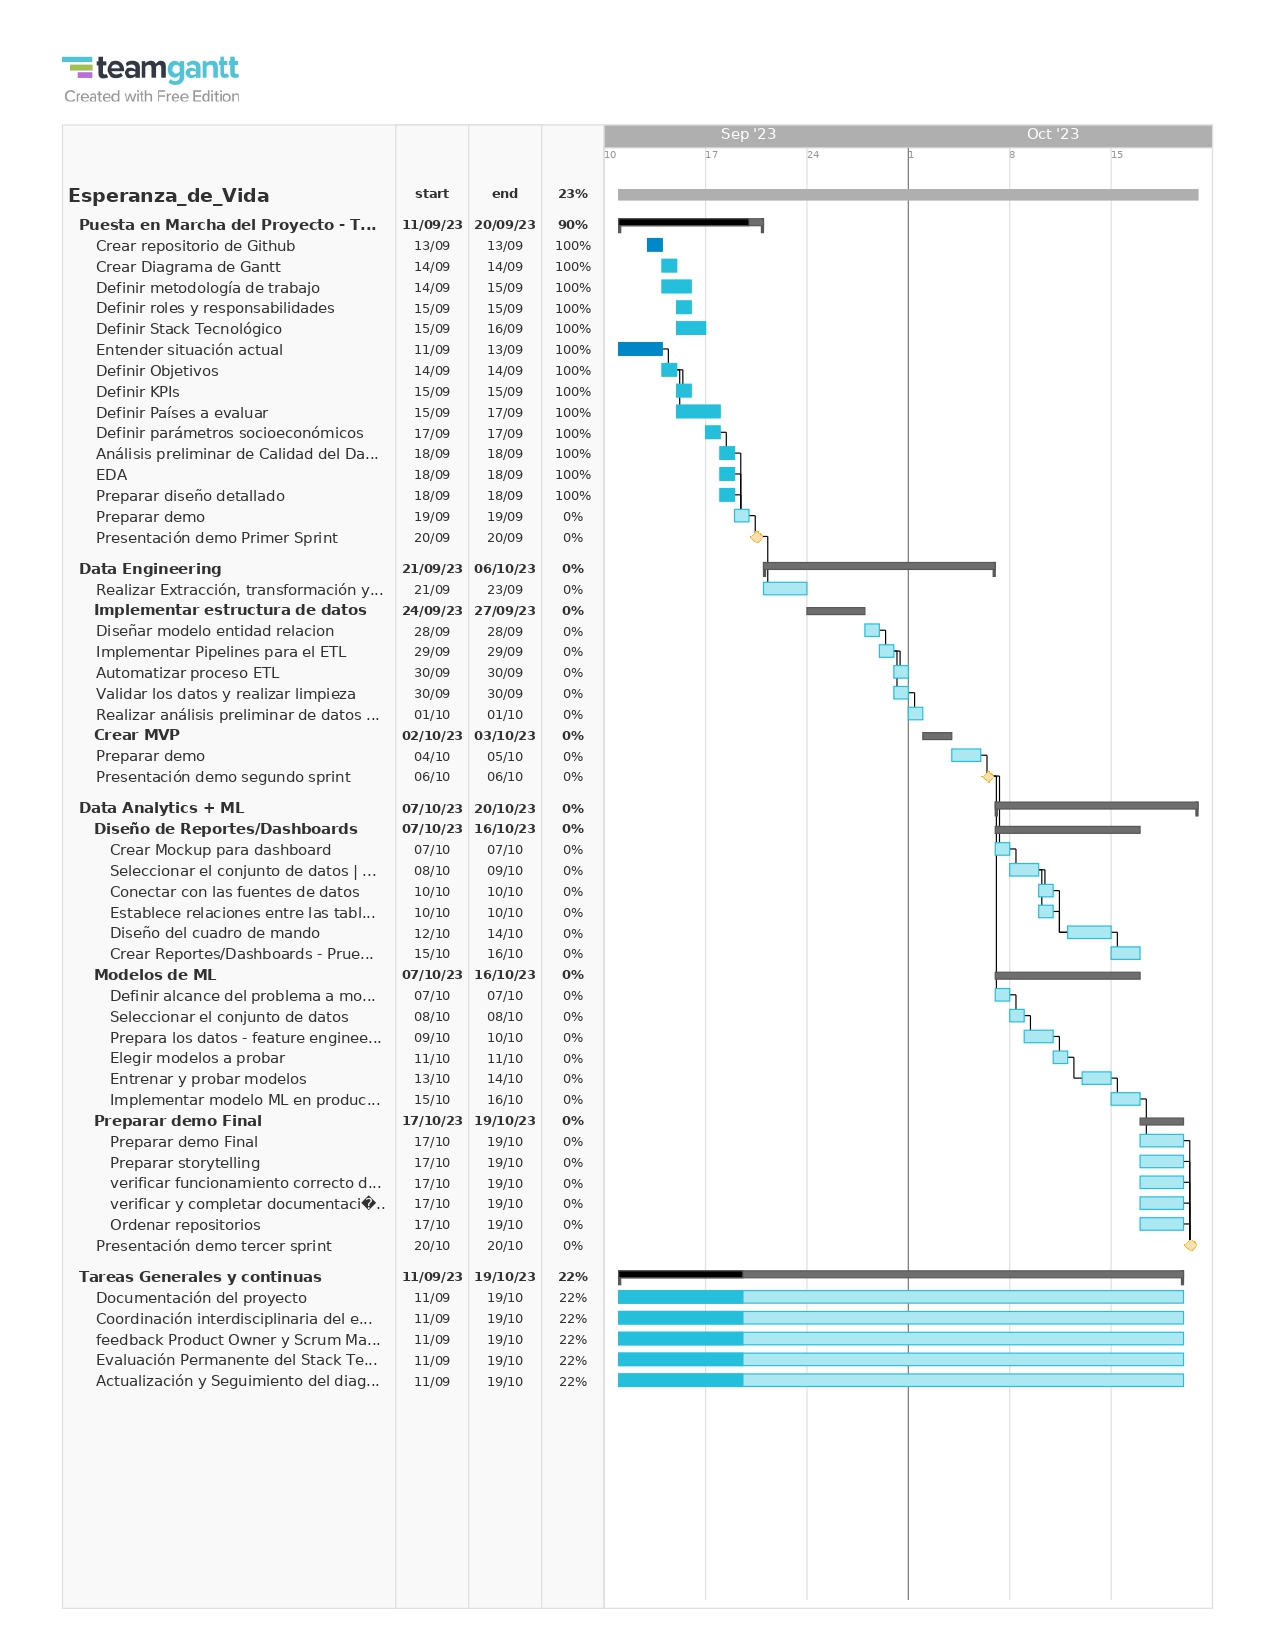 teamgantt
Created with Free Edition
Sep '23 Oct '23
10 17 24 1 8 15
Esperanza_de_Vida start end 23%
Puesta en Marcha del Proyecto - T... 11/09/23 20/09/23 90%
Crear repositorio de Github 13/09 13/09 100%
Crear Diagrama de Gantt 14/09 14/09 100%
Definir metodología de trabajo 14/09 15/09 100%
Definir roles y responsabilidades 15/09 15/09 100%
Definir Stack Tecnológico 15/09 16/09 100%
Entender situación actual 11/09 13/09 100%
Definir Objetivos 14/09 14/09 100%
Definir KPIs 15/09 15/09 100%
Definir Países a evaluar 15/09 17/09 100%
Definir parámetros socioeconómicos 17/09 17/09 100%
Análisis preliminar de Calidad del Da... 18/09 18/09 100%
EDA 18/09 18/09 100%
Preparar diseño detallado 18/09 18/09 100%
Preparar demo 19/09 19/09 0%
Presentación demo Primer Sprint 20/09 20/09 0%
Data Engineering 21/09/23 06/10/23 0%
Realizar Extracción, transformación y... 21/09 23/09 0%
Implementar estructura de datos 24/09/23 27/09/23 0%
Diseñar modelo entidad relacion 28/09 28/09 0%
Implementar Pipelines para el ETL 29/09 29/09 0%
Automatizar proceso ETL 30/09 30/09 0%
Validar los datos y realizar limpieza 30/09 30/09 0%
Realizar análisis preliminar de datos ... 01/10 01/10 0%
Crear MVP 02/10/23 03/10/23 0%
Preparar demo 04/10 05/10 0%
Presentación demo segundo sprint 06/10 06/10 0%
Data Analytics + ML 07/10/23 20/10/23 0%
Diseño de Reportes/Dashboards 07/10/23 16/10/23 0%
Crear Mockup para dashboard 07/10 07/10 0%
Seleccionar el conjunto de datos | ... 08/10 09/10 0%
Conectar con las fuentes de datos 10/10 10/10 0%
Establece relaciones entre las tabl... 10/10 10/10 0%
Diseño del cuadro de mando 12/10 14/10 0%
Crear Reportes/Dashboards - Prue... 15/10 16/10 0%
Modelos de ML 07/10/23 16/10/23 0%
Definir alcance del problema a mo... 07/10 07/10 0%
Seleccionar el conjunto de datos 08/10 08/10 0%
Prepara los datos - feature enginee... 09/10 10/10 0%
Elegir modelos a probar 11/10 11/10 0%
Entrenar y probar modelos 13/10 14/10 0%
Implementar modelo ML en produc... 15/10 16/10 0%
Preparar demo Final 17/10/23 19/10/23 0%
Preparar demo Final 17/10 19/10 0%
Preparar storytelling 17/10 19/10 0%
verificar funcionamiento correcto d... 17/10 19/10 0%
verificar y completar documentaci�.. 17/10 19/10 0%
Ordenar repositorios 17/10 19/10 0%
Presentación demo tercer sprint 20/10 20/10 0%
Tareas Generales y continuas 11/09/23 19/10/23 22%
Documentación del proyecto 11/09 19/10 22%
Coordinación interdisciplinaria del e... 11/09 19/10 22%
feedback Product Owner y Scrum Ma... 11/09 19/10 22%
Evaluación Permanente del Stack Te... 11/09 19/10 22%
Actualización y Seguimiento del diag... 11/09 19/10 22%